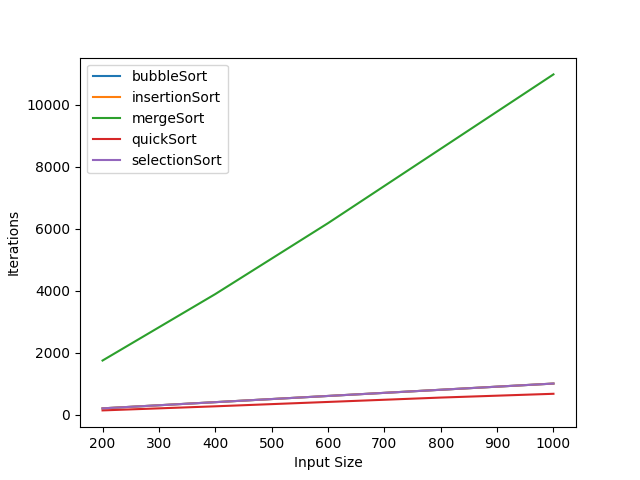 bubbleSort
insertionSort
mergeSort
quickSort
selectionSort
10000
8000
6000
4000
2000
0
Iterations
200 300 400 500 600 700 800 900 1000
Input Size